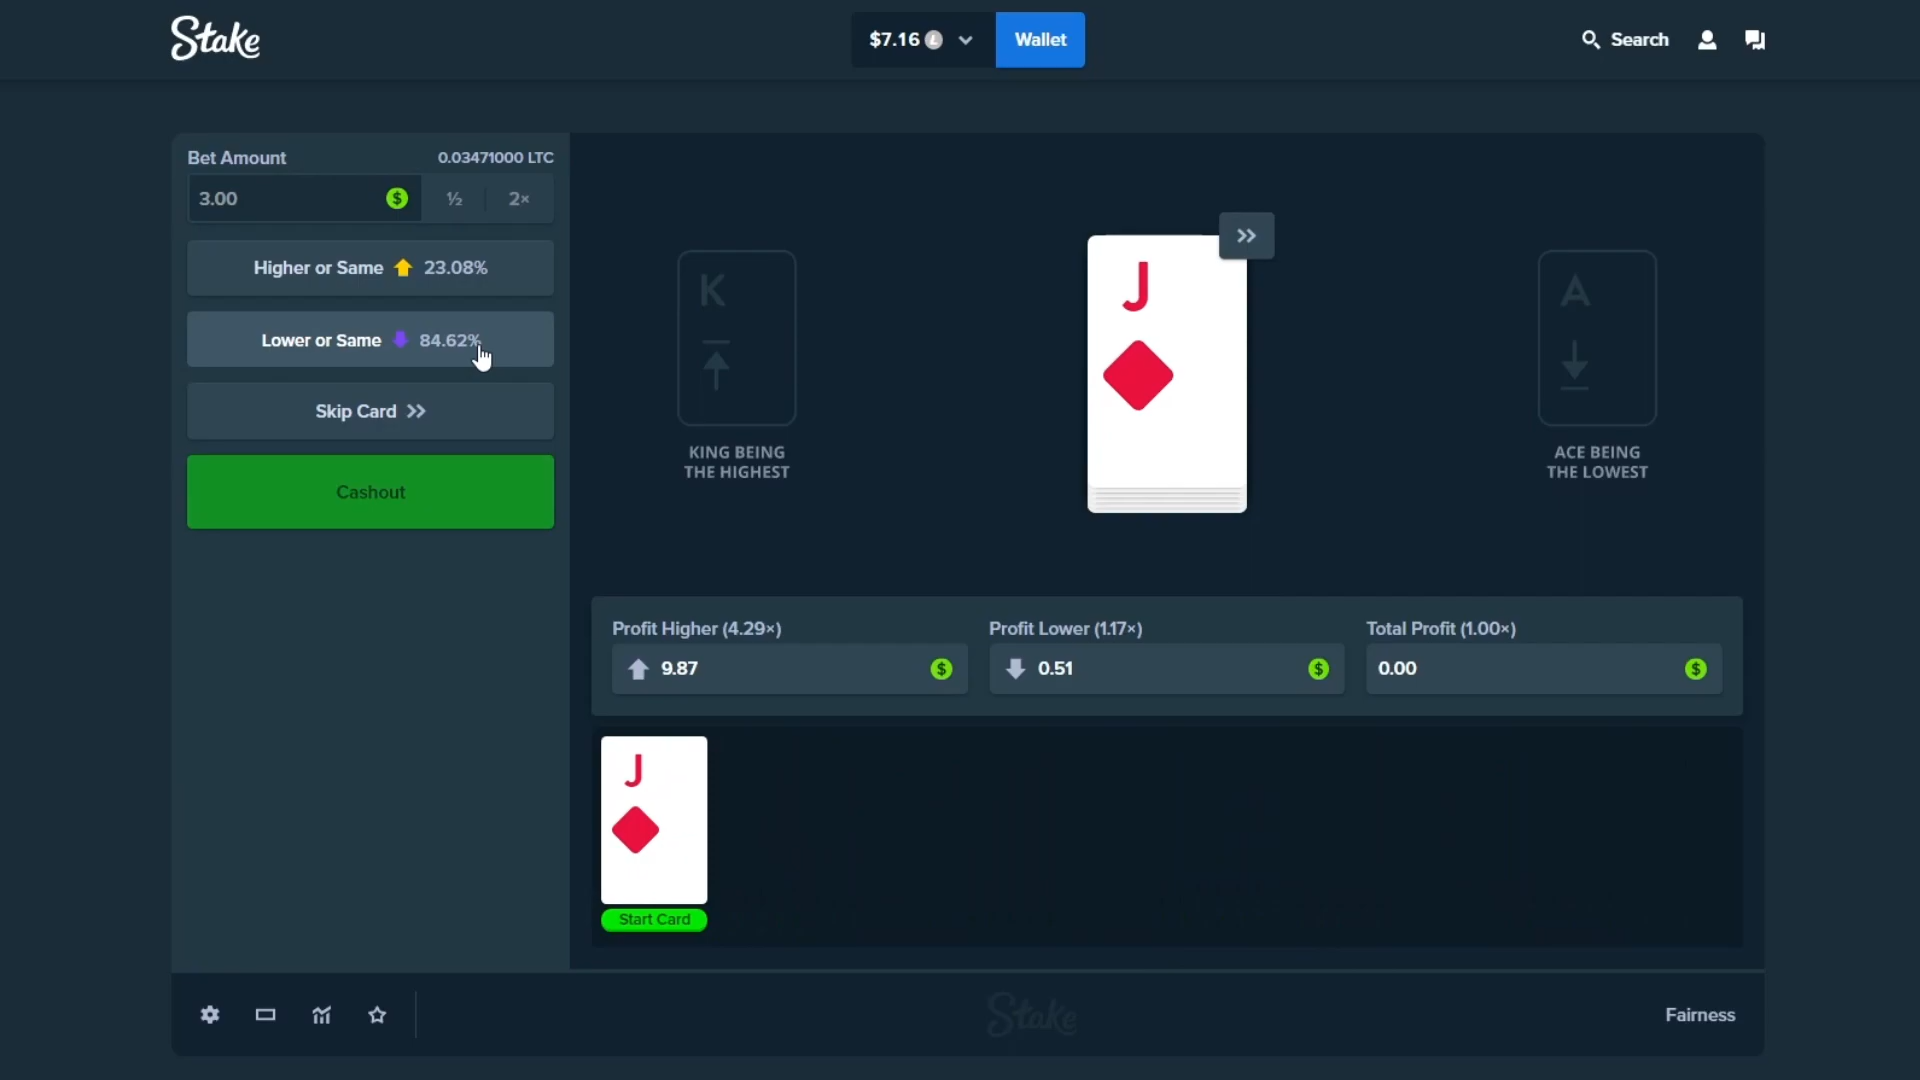 Stake
$7.16
Wallet
Search
Bet Amount
0.03471000 LTC
3.00
$
½
2×
Higher or Same 23.08%
Lower or Same 84.62%
Skip Card
Cashout
K
KING BEING
THE HIGHEST
J
A
ACE BEING
THE LOWEST
Profit Higher (4.29×)
9.87
$
Profit Lower (1.17×)
0.51
$
Total Profit (1.00×)
0.00
$
J
Start Card
Stake
Fairness